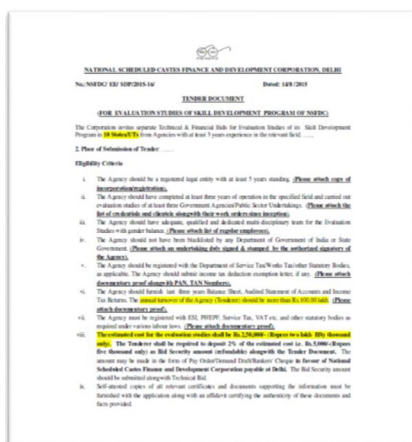 NATIONAL SCHEDULED CASTES FINANCE AND DEVELOPMENT CORPORATION, DELHI
No.: NSFDC/ ED/ SDP/2015-16/ Dated: 14/8 /2015
TENDER DOCUMENT
(FOR EVALUATION STUDIES OF SKILL DEVELOPMENT PROGRAM OF NSFDC)
The Corporation invites separate Technical & Financial Bids for Evaluation Studies of its Skill Development
Program in 10 States/UTs from Agencies with at least 5 years experience in the relevant field. .....
2. Place of Submission of Tender .....
Eligibility Criteria
i. The Agency should be a registered legal entity with at least 5 years standing. (Please attach copy of
incorporation/registration).
ii. The Agency should have completed at least three years of operation in the specified field and carried out
evaluation studies of at least three Government Agencies/Public Sector Undertakings. (Please attach the
list of credentials and clientele along with their work orders since inception).
iii. The Agency should have adequate, qualified and dedicated multi-disciplinary team for the Evaluation
Studies with gender balance. (Please attach list of regular employees).
iv. The Agency should not have been blacklisted by any Department of Government of India or State
Government. (Please attach an undertaking duly signed & stamped by the authorized signatory of
the Agency).
v. The Agency should be registered with the Department of Service Tax/Works Tax/other Statutory Bodies,
as applicable. The Agency should submit income tax deduction exemption letter, if any. (Please attach
documentary proof along with PAN, TAN Numbers).
vi. The Agency should furnish last three years Balance Sheet, Audited Statement of Accounts and Income
Tax Returns. The annual turnover of the Agency (Tenderer) should be more than Rs.100.00 lakh. (Please
attach documentary proof).
vii. The Agency must be registered with ESI, PF/EPF, Service Tax, VAT etc. and other statutory bodies as
required under various labour laws. (Please attach documentary proof).
viii. The estimated cost for the evaluation studies shall be Rs.2,50,000/- (Rupees two lakh fifty thousand
only). The Tenderer shall be required to deposit 2% of the estimated cost i.e. Rs.5,000/-(Rupees
five thousand only) as Bid Security amount (refundable) along with the Tender Document. The
amount may be made in the form of Pay Order/Demand Draft/Bankers' Cheque in favour of National
Scheduled Castes Finance and Development Corporation payable at Delhi. The Bid Security amount
should be submitted along with Technical Bid.
ix. Self-attested copies of all relevant certificates and documents supporting the information must be
furnished with the application along with an affidavit certifying the authenticity of these documents and
facts provided.